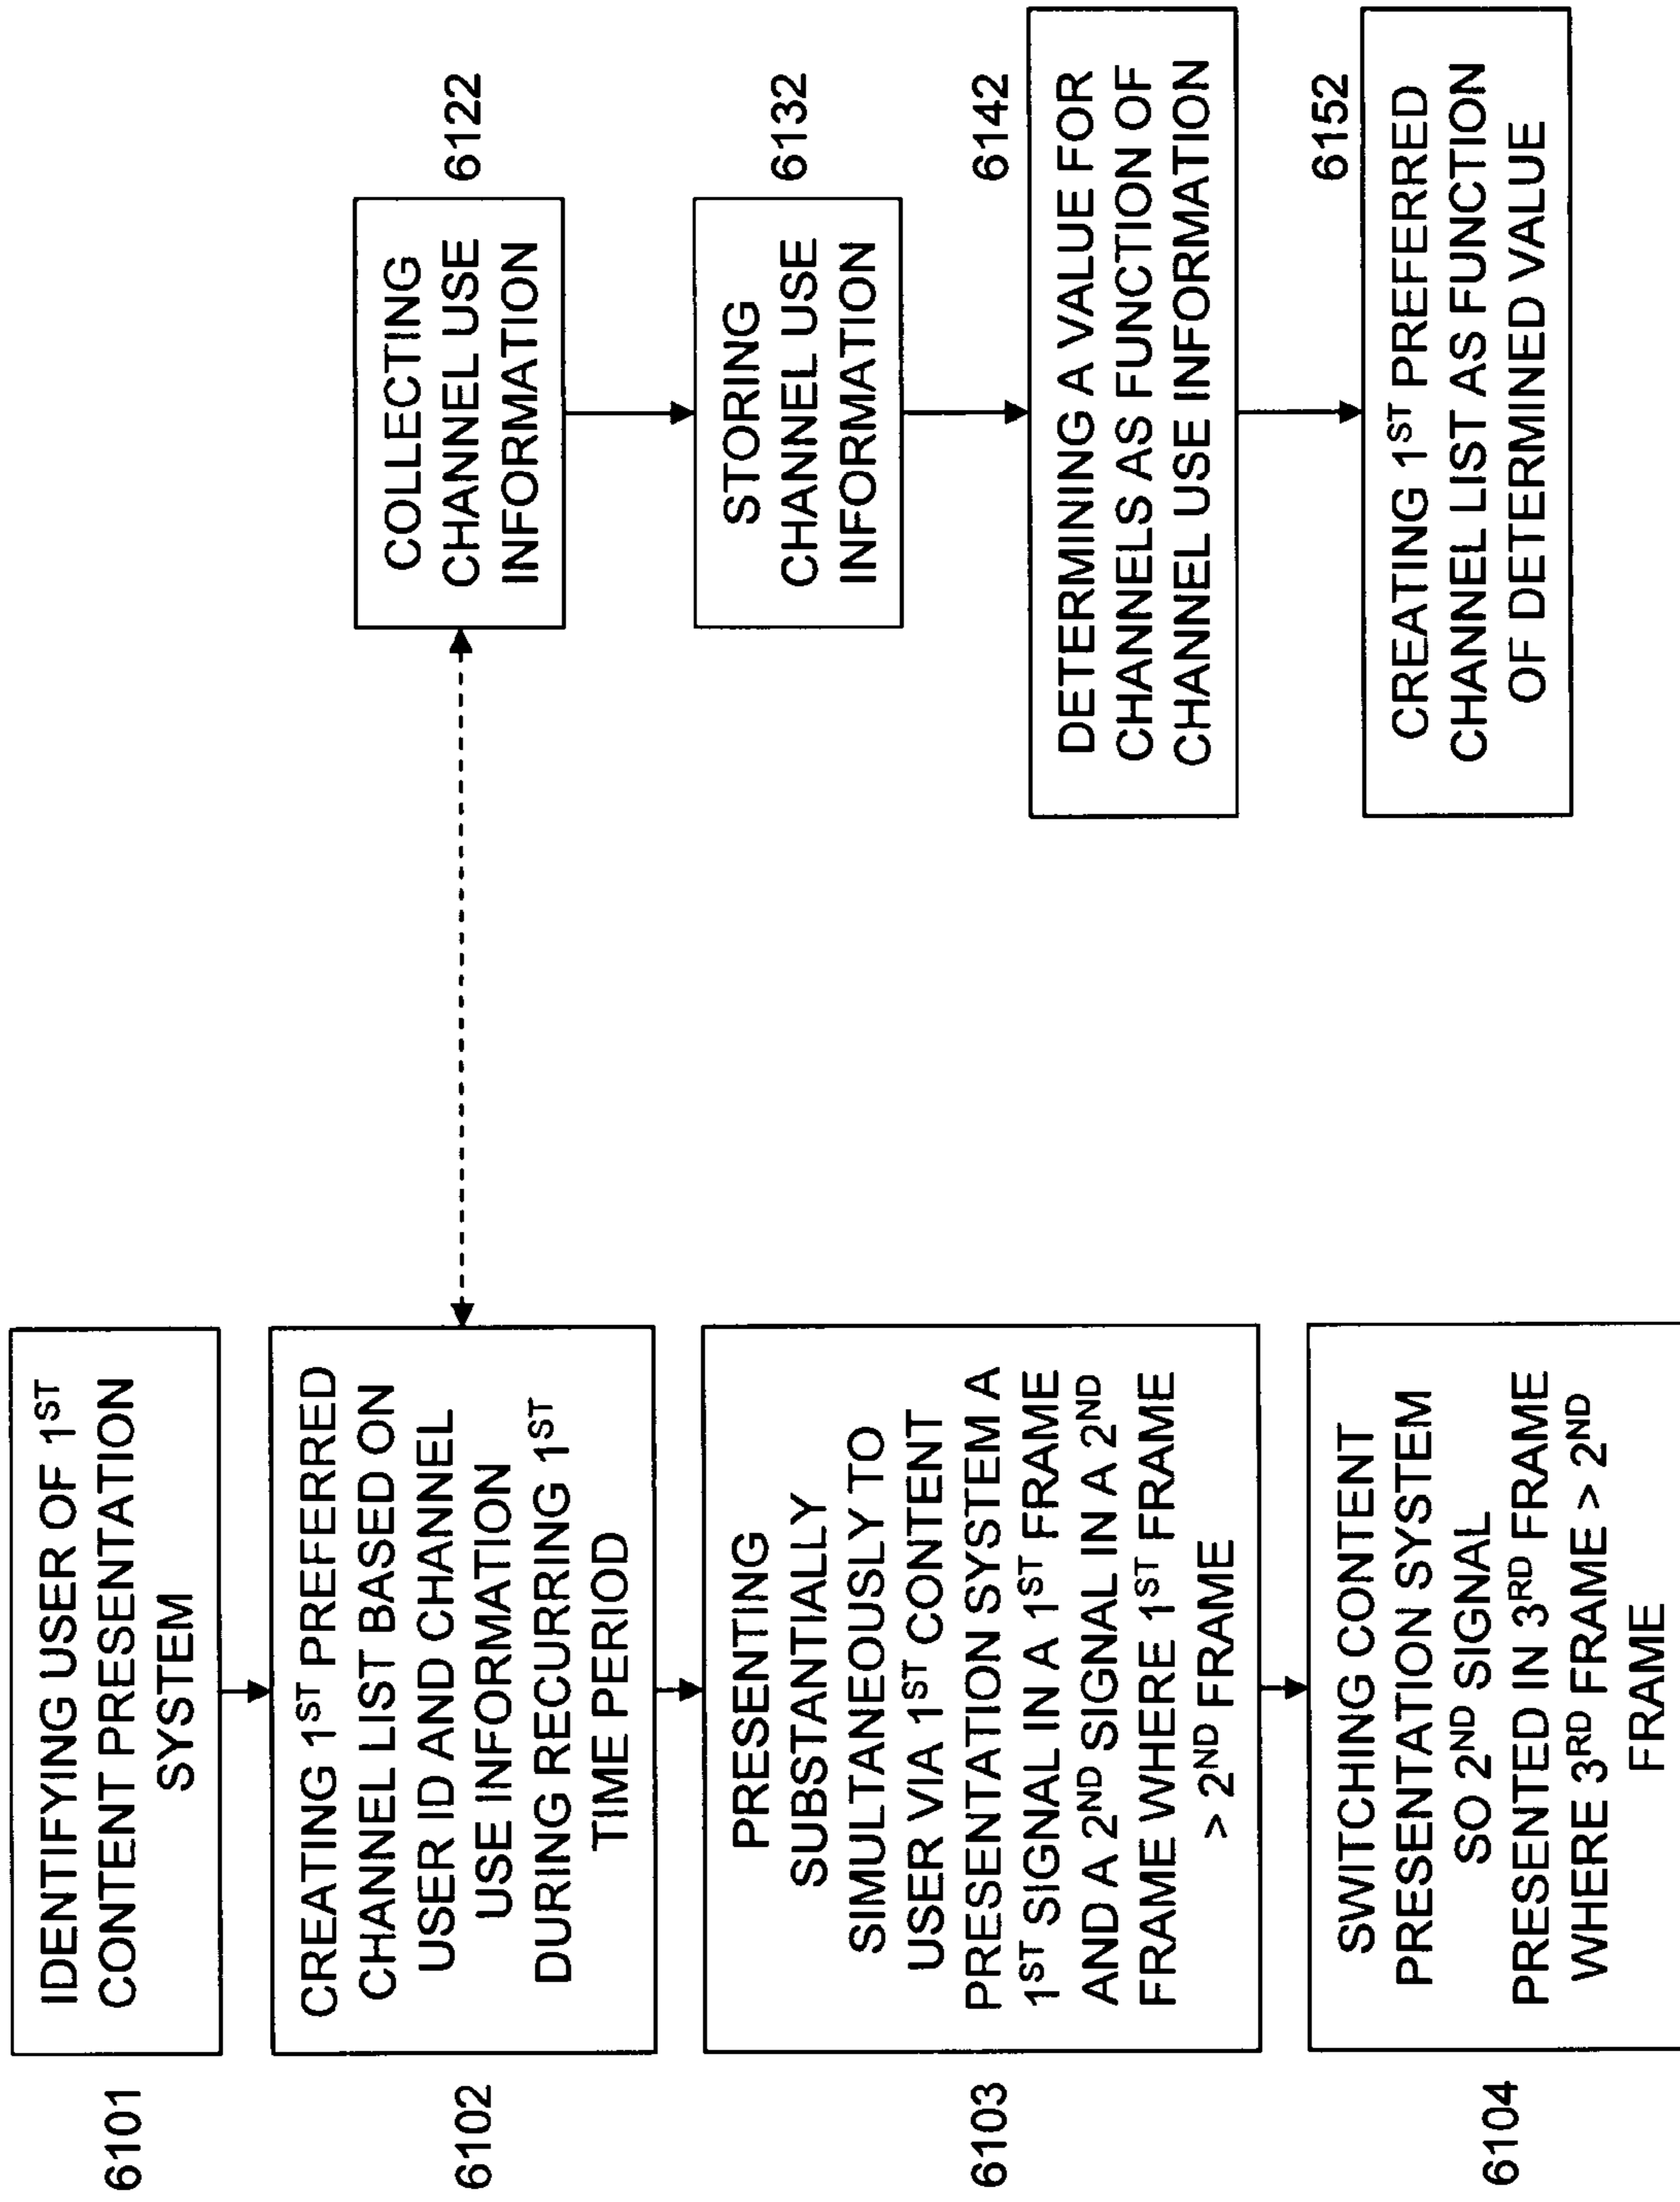 6101
IDENTIFYING USER OF 1ST
CONTENT PRESENTATION
SYSTEM
6102
CREATING 1ST PREFERRED
CHANNEL LIST BASED ON
USER ID AND CHANNEL
USE INFORMATION
DURING RECURRING 1ST
TIME PERIOD
6103
PRESENTING
SUBSTANTIALLY
SIMULTANEOUSLY TO
USER VIA 1ST CONTENT
PRESENTATION SYSTEM A
1ST SIGNAL IN A 1ST FRAME
AND A 2ND SIGNAL IN A 2ND
FRAME WHERE 1ST FRAME
> 2ND FRAME
6104
SWITCHING CONTENT
PRESENTATION SYSTEM
SO 2ND SIGNAL
PRESENTED IN 3RD FRAME
WHERE 3RD FRAME > 2ND
FRAME
6122
COLLECTING
CHANNEL USE
INFORMATION
6132
STORING
CHANNEL USE
INFORMATION
6142
DETERMINING A VALUE FOR
CHANNELS AS FUNCTION OF
CHANNEL USE INFORMATION
6152
CREATING 1ST PREFERRED
CHANNEL LIST AS FUNCTION
OF DETERMINED VALUE